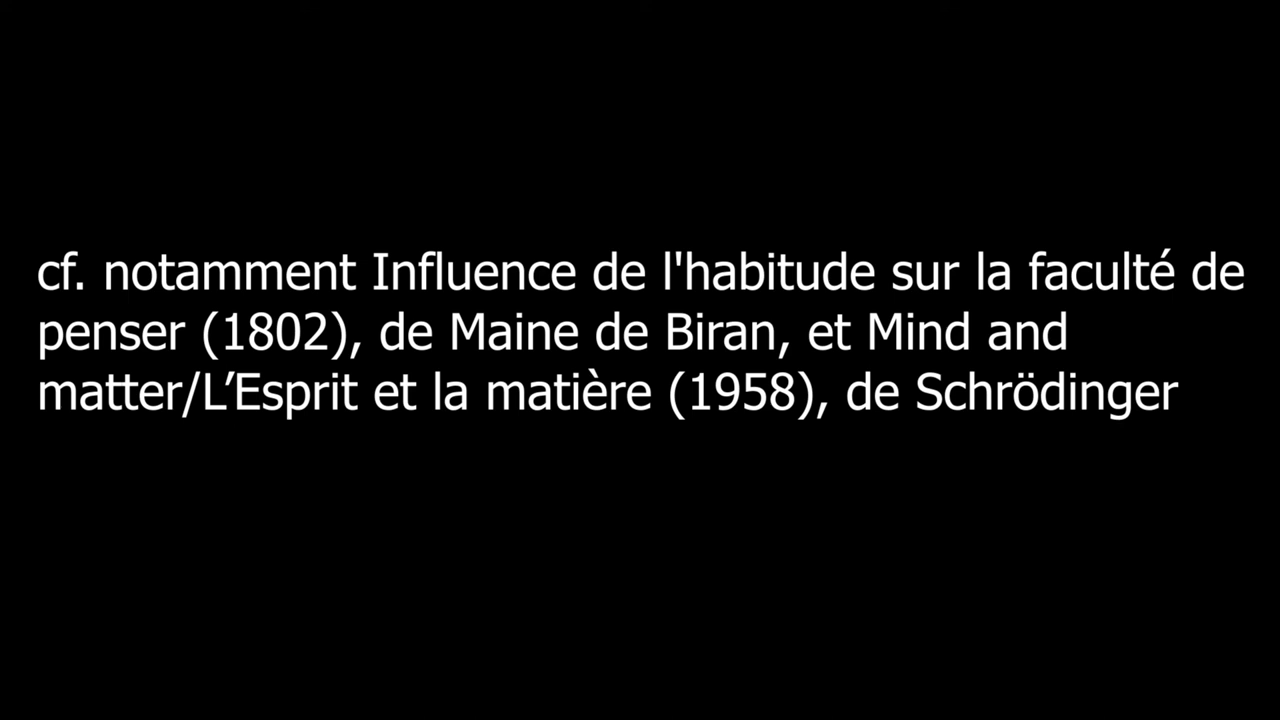 cf. notamment Influence de l'habitude sur la faculté de
penser (1802), de Maine de Biran, et Mind and
matter/L’Esprit et la matière (1958), de Schrödinger